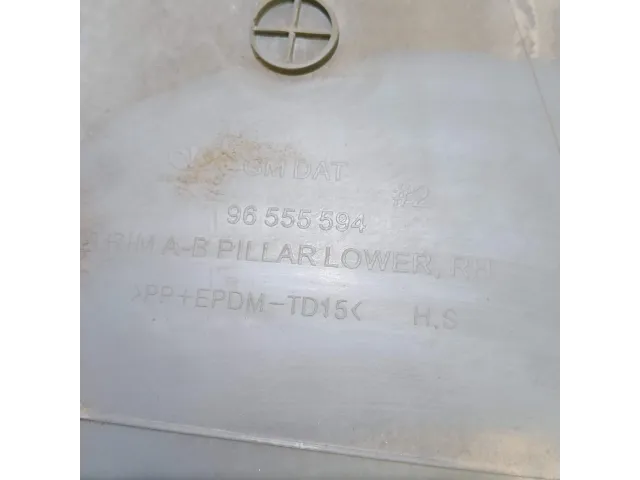 GM DAT
#2
96 555 594
RIM A-B PILLAR LOWER, RH
>PP+EPDM-TD15< H.S